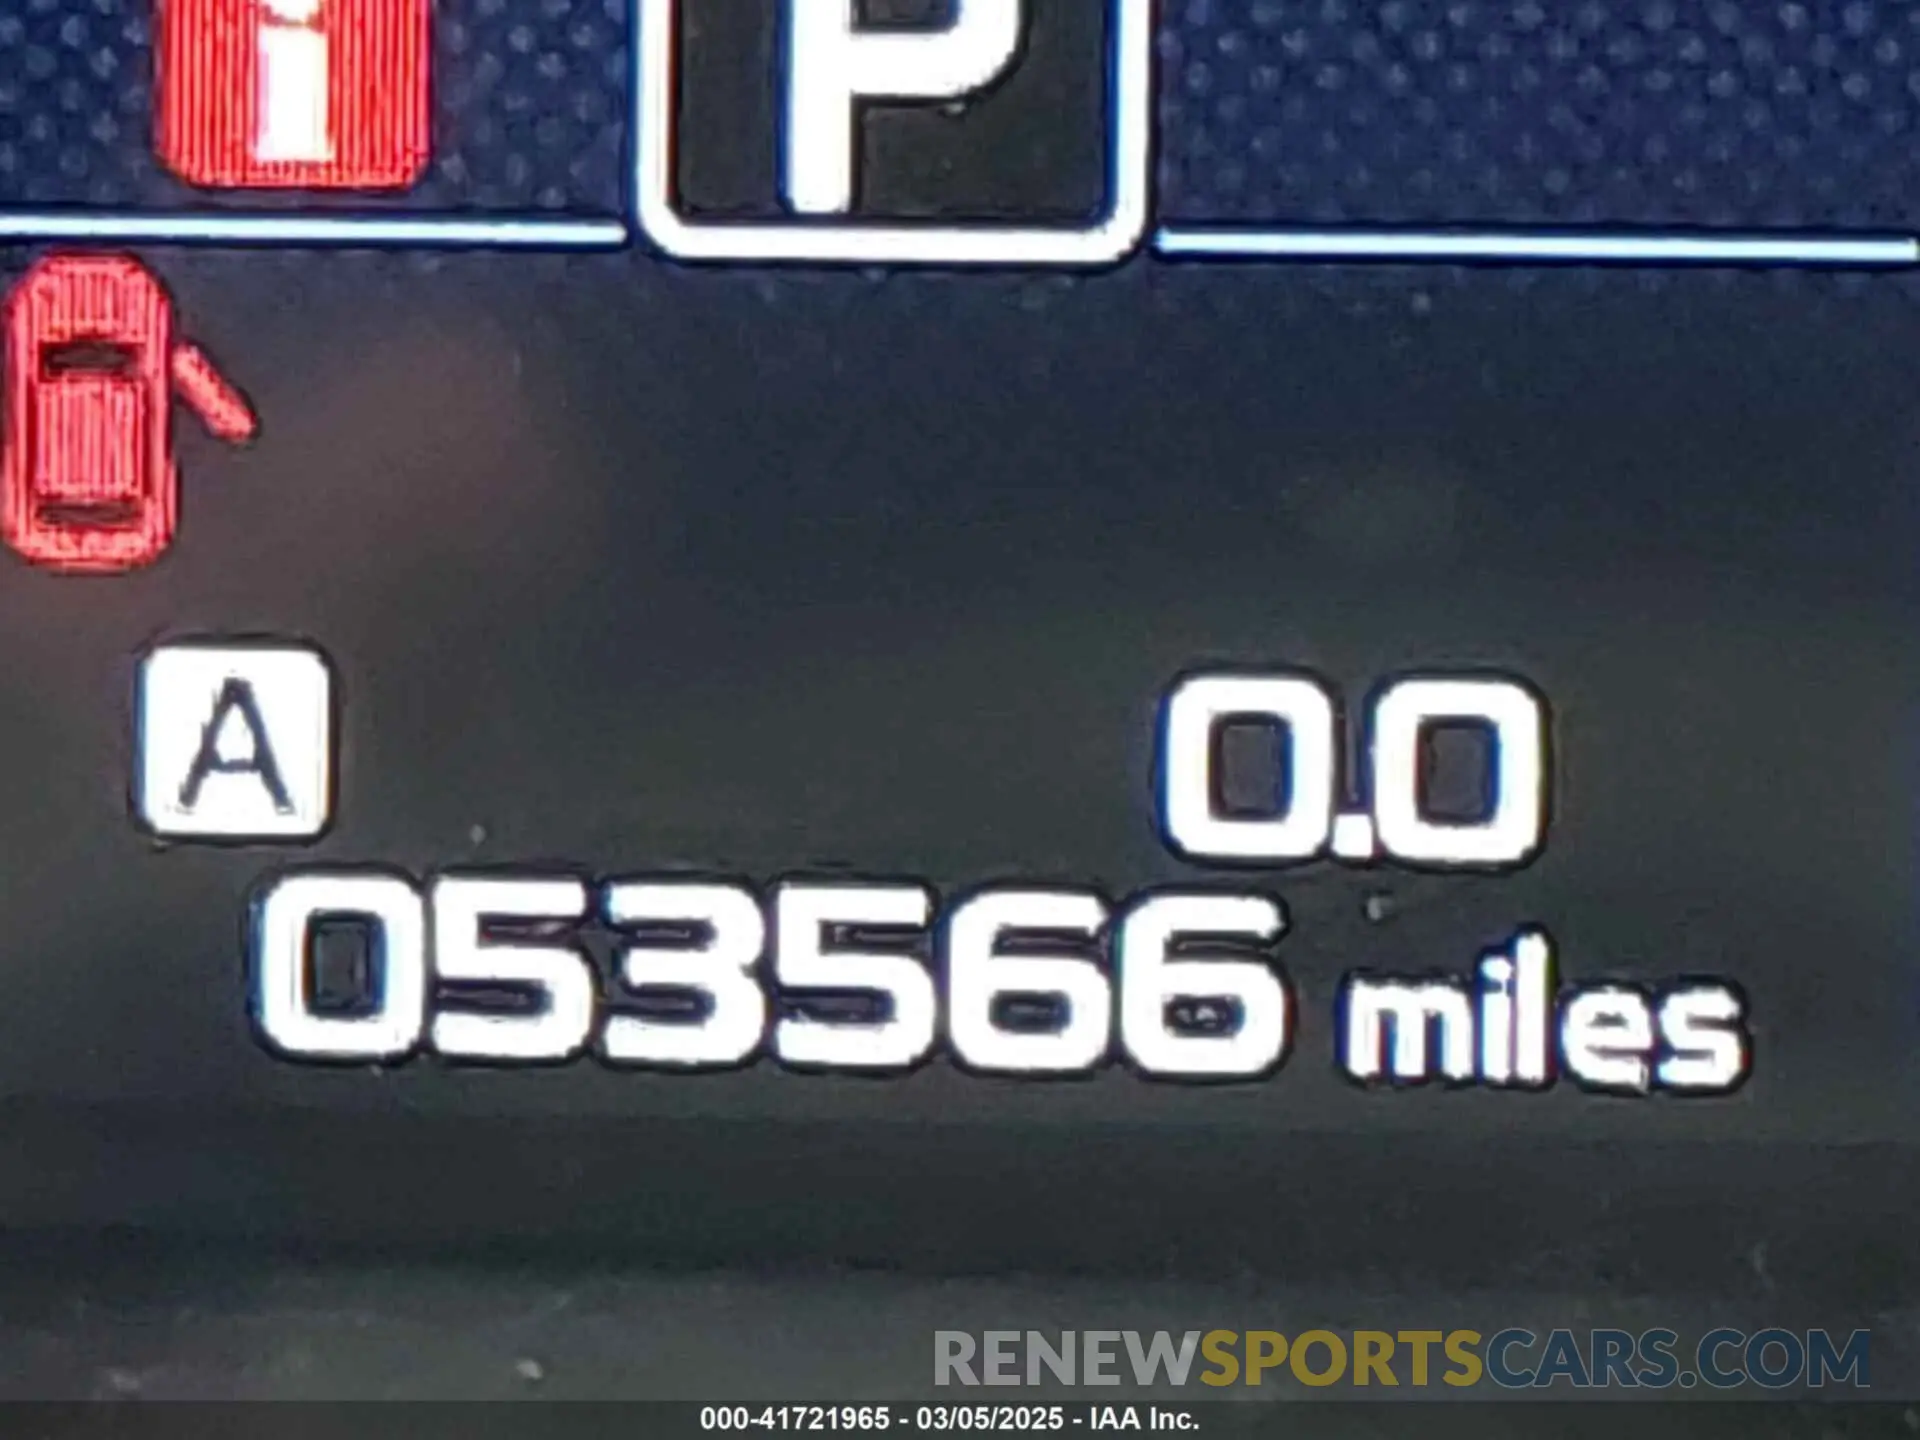 P
A
0.0
053566 miles
RENEWSPORTSCARS.COM
000-41721965 - 03/05/2025 - IAA Inc.